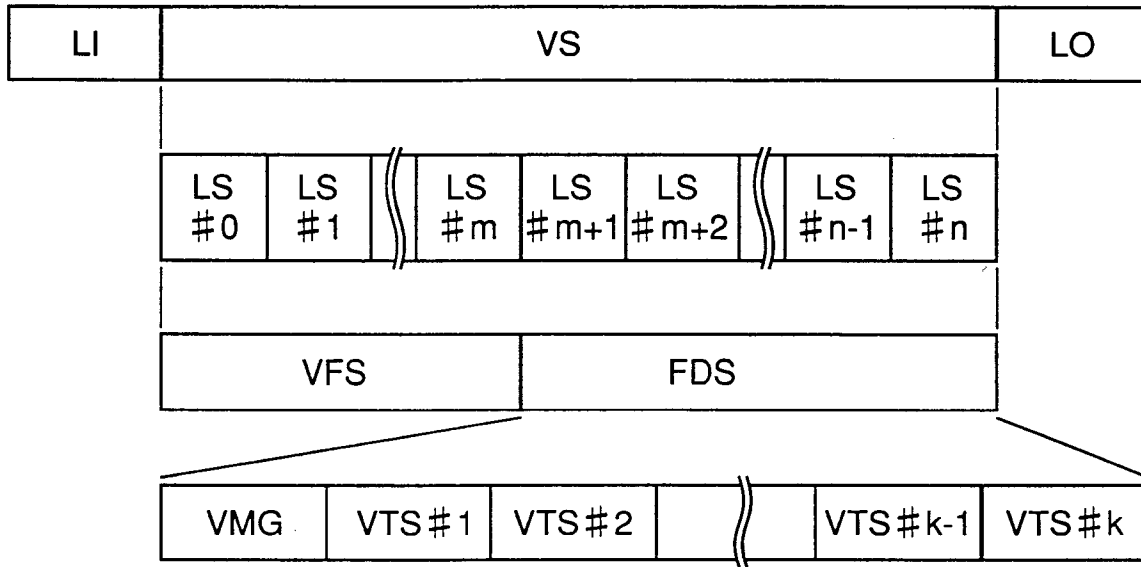 LI VS LO
LS #0 LS #1 LS #m LS #m+1 LS #m+2 LS #n-1 LS #n
VFS FDS
VMG VTS#1 VTS#2 VTS#k-1 VTS#k